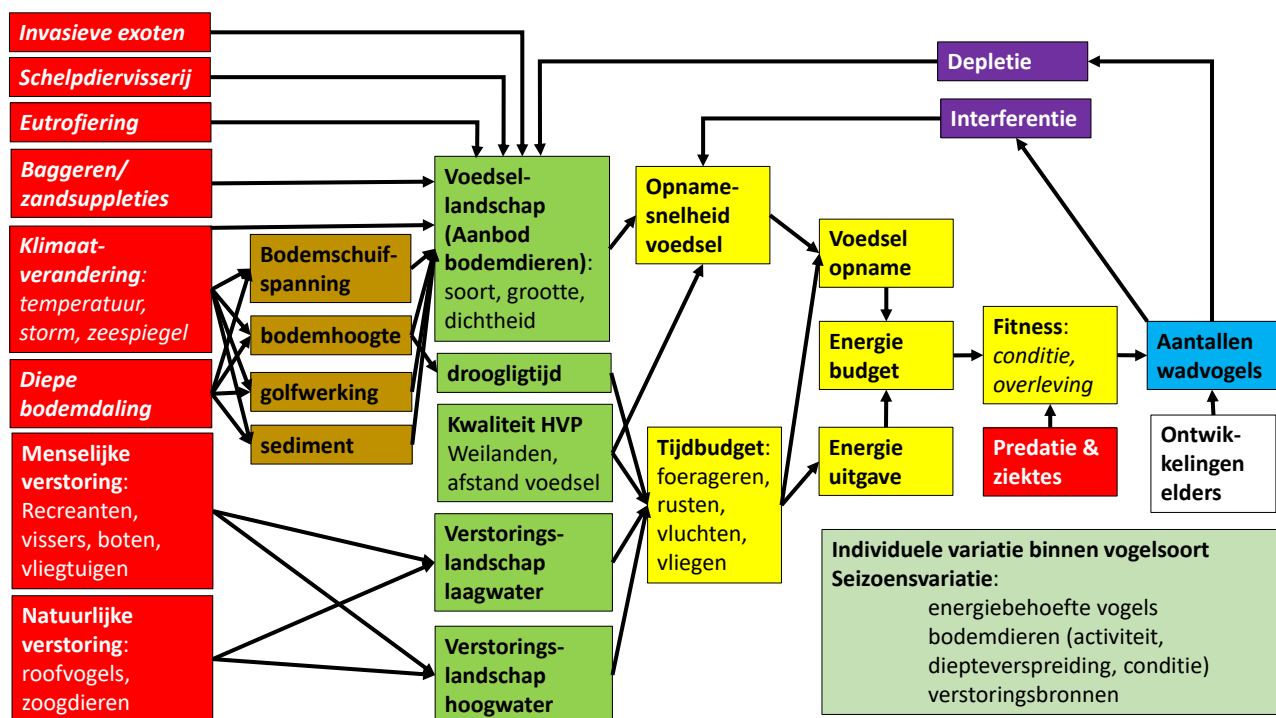 Invasieve exoten
Schelpdiervisserij
Eutrofiering
Baggeren/
zandsuppleties
Klimaat-
verandering:
temperatuur,
storm, zeespiegel
Diepe
bodemdaling
Menselijke
verstoring:
Recreanten,
vissers, boten,
vliegtuigen
Natuurlijke
verstoring:
roofvogels,
zoogdieren
Bodemschuif-
spanning
bodemhoogte
golfwerking
sediment
Voedsel-
landschap
(Aanbod
bodemdieren):
soort, grootte,
dichtheid
droogligtijd
Kwaliteit HVP
Weilanden,
afstand voedsel
Verstorings-
landschap
laagwater
Verstorings-
landschap
hoogwater
Opname-
snelheid
voedsel
Tijdbudget:
foerageren,
rusten,
vluchten,
vliegen
Depletie
Interferentie
Voedsel
opname
Energie
budget
Energie
uitgave
Fitness:
conditie,
overleving
Predatie &
ziektes
Aantallen
wadvogels
Ontwik-
kelingen
elders
Individuele variatie binnen vogelsoort
Seizoensvariatie:
energiebehoefte vogels
bodemdieren (activiteit,
diepteverspreiding, conditie)
verstoringsbronnen